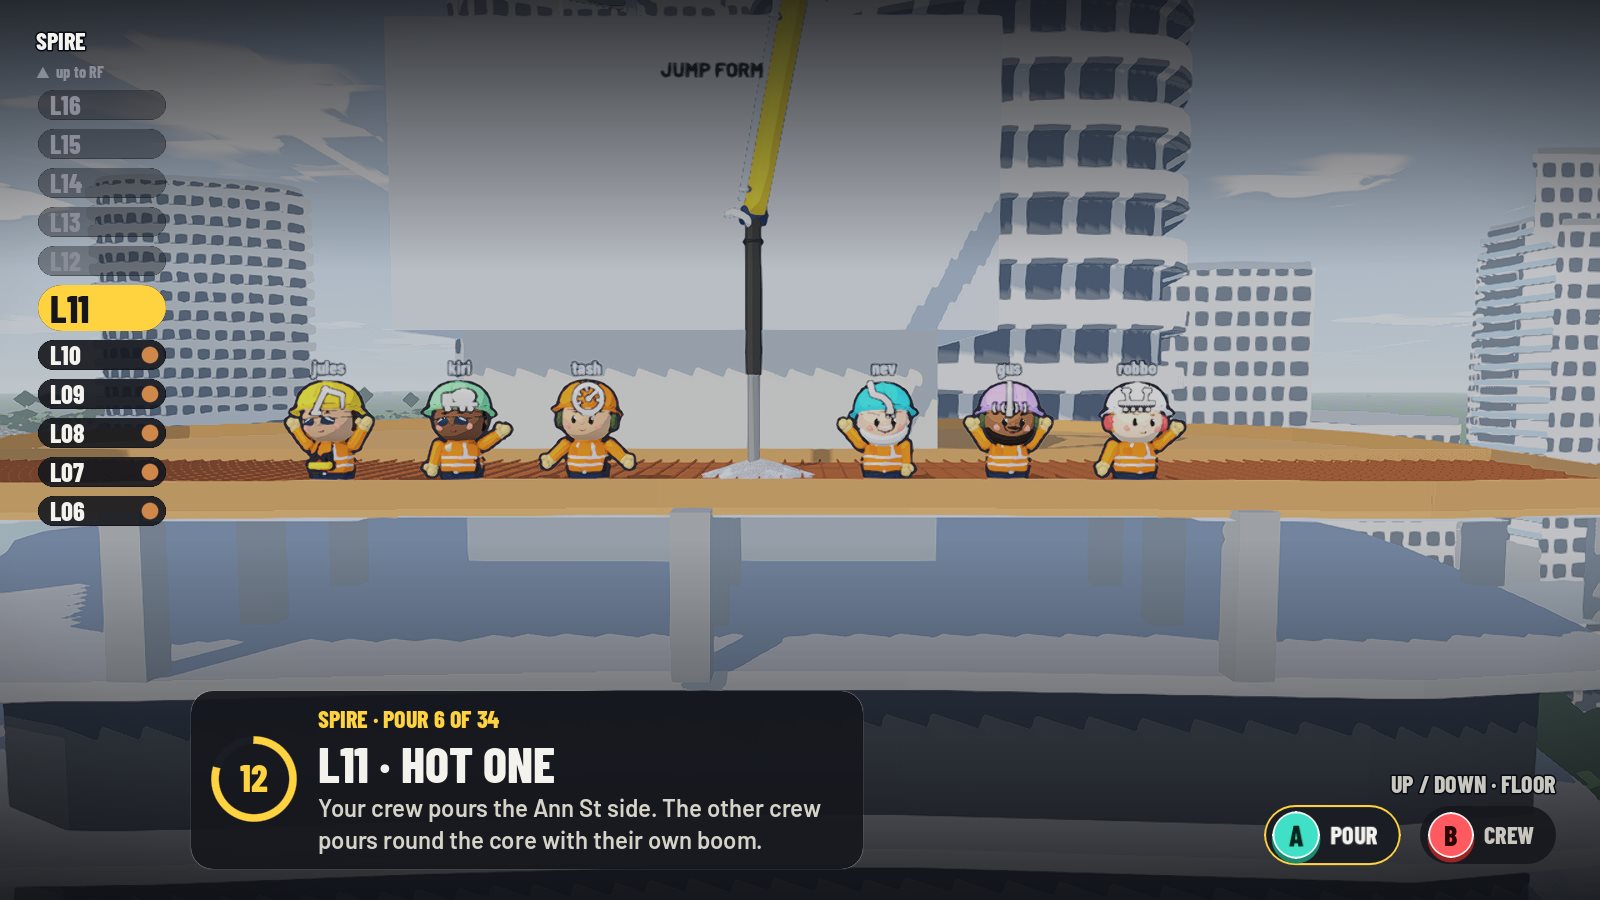 SPIRE
▲ up to RF
L16
L15
L14
L13
L12
L11
L10
L09
L08
L07
L06
JUMP FORM
jules
kiri
tash
nev
gus
robbo
12
SPIRE · POUR 6 OF 34
L11 · HOT ONE
Your crew pours the Ann St side. The other crew
pours round the core with their own boom.
UP / DOWN · FLOOR
A POUR
B CREW